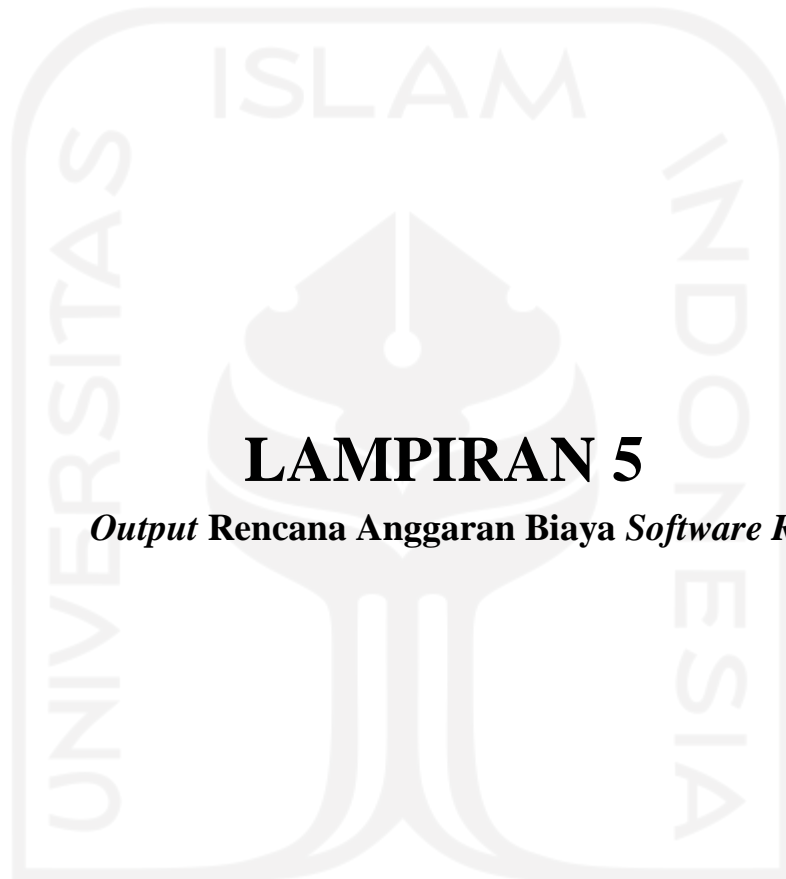 ISLAM
UNIVERSITAS
INDONESIA
LAMPIRAN 5
Output Rencana Anggaran Biaya Software